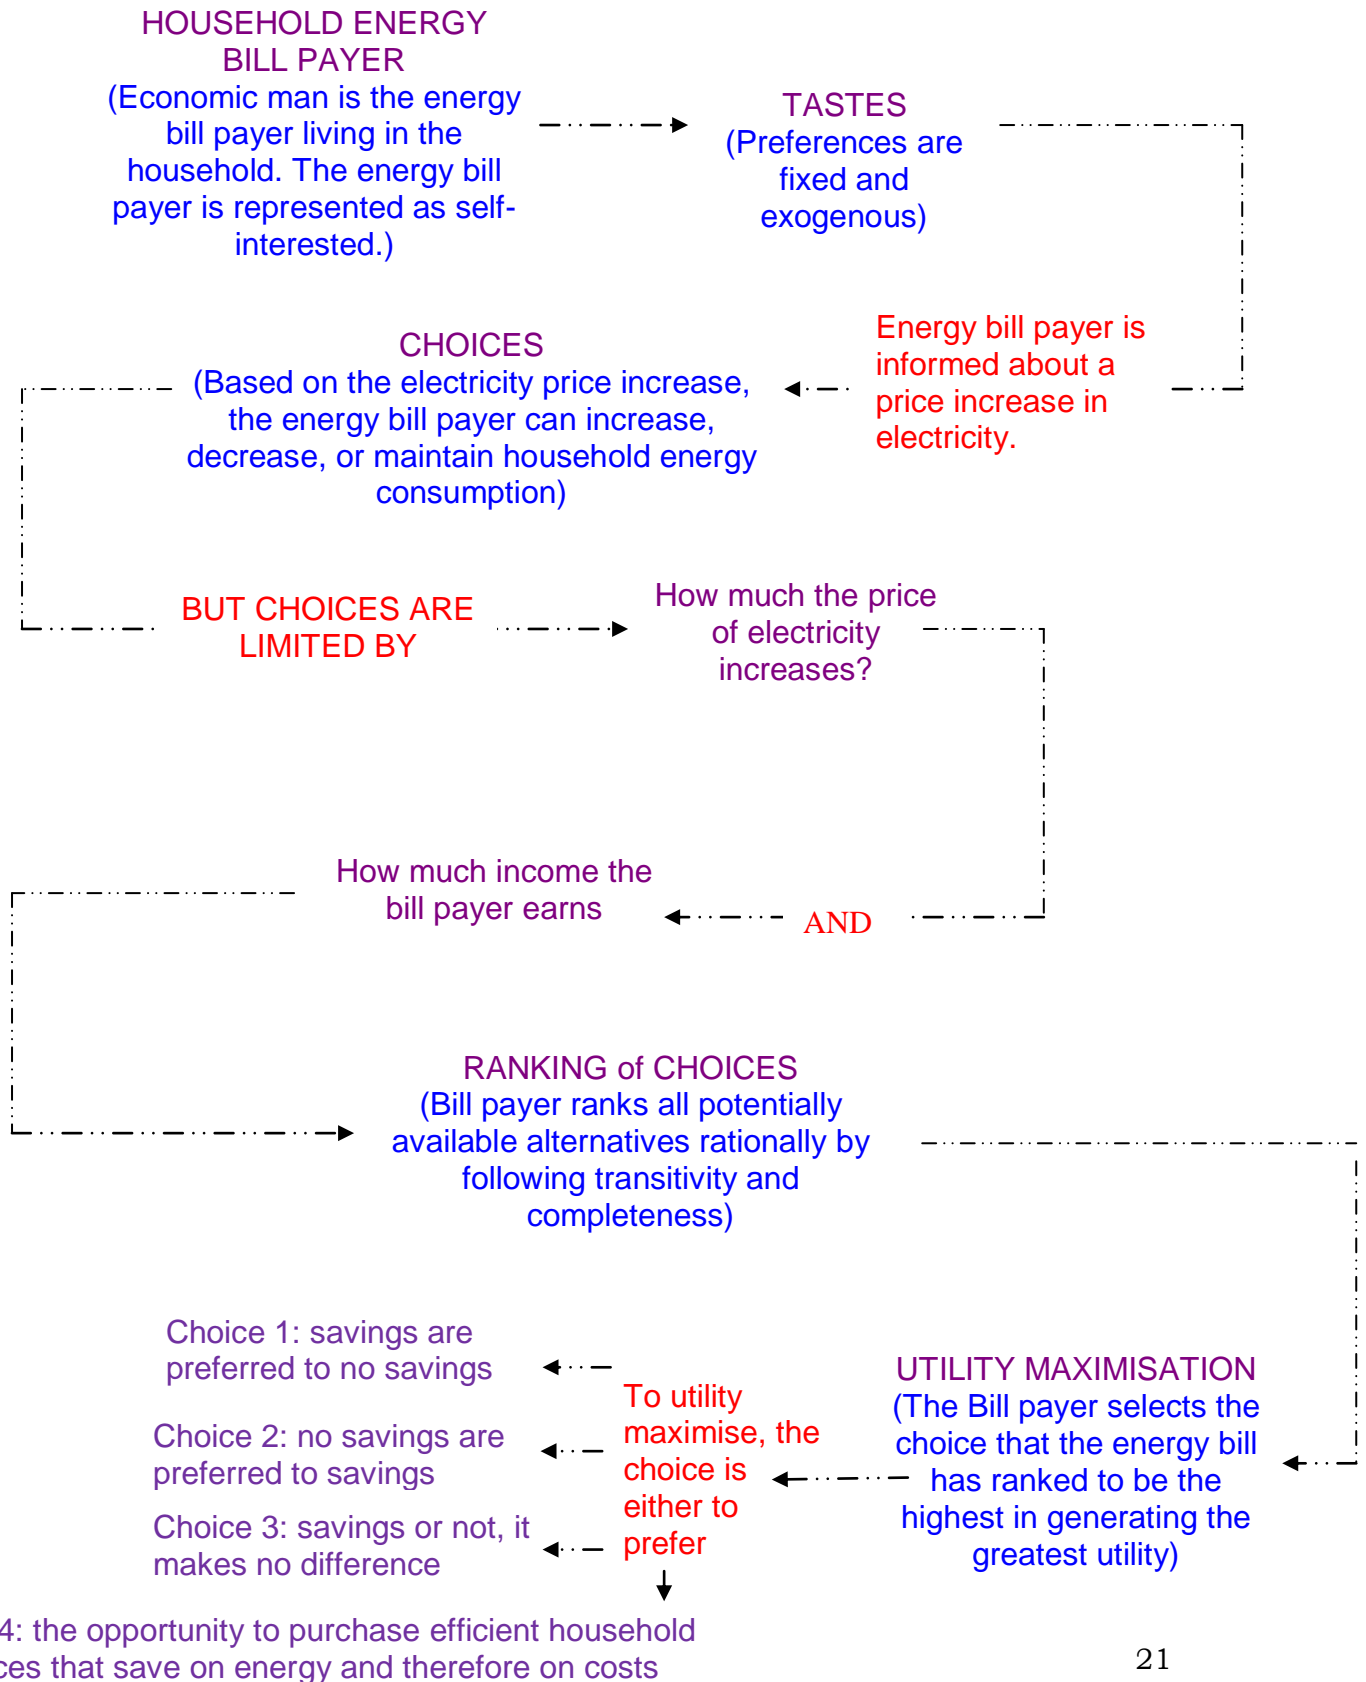 HOUSEHOLD ENERGY
BILL PAYER
(Economic man is the energy
bill payer living in the
household. The energy bill
payer is represented as self-
interested.)
TASTES
(Preferences are
fixed and
exogenous)
Energy bill payer is
informed about a
price increase in
electricity.
CHOICES
(Based on the electricity price increase,
the energy bill payer can increase,
decrease, or maintain household energy
consumption)
BUT CHOICES ARE
LIMITED BY
How much the price
of electricity
increases?
AND
How much income the
bill payer earns
RANKING of CHOICES
(Bill payer ranks all potentially
available alternatives rationally by
following transitivity and
completeness)
UTILITY MAXIMISATION
(The Bill payer selects the
choice that the energy bill
has ranked to be the
highest in generating the
greatest utility)
To utility
maximise, the
choice is
either to
prefer
Choice 1: savings are
preferred to no savings
Choice 2: no savings are
preferred to savings
Choice 3: savings or not, it
makes no difference
4: the opportunity to purchase efficient household
that save on energy and therefore on costs
21